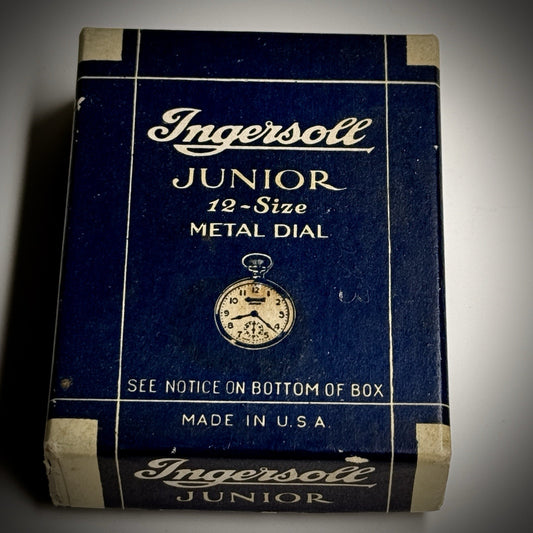 Ingersoll
JUNIOR
12-Size
METAL DIAL
SEE NOTICE ON BOTTOM OF BOX
MADE IN U.S.A.
Ingersoll
JUNIOR